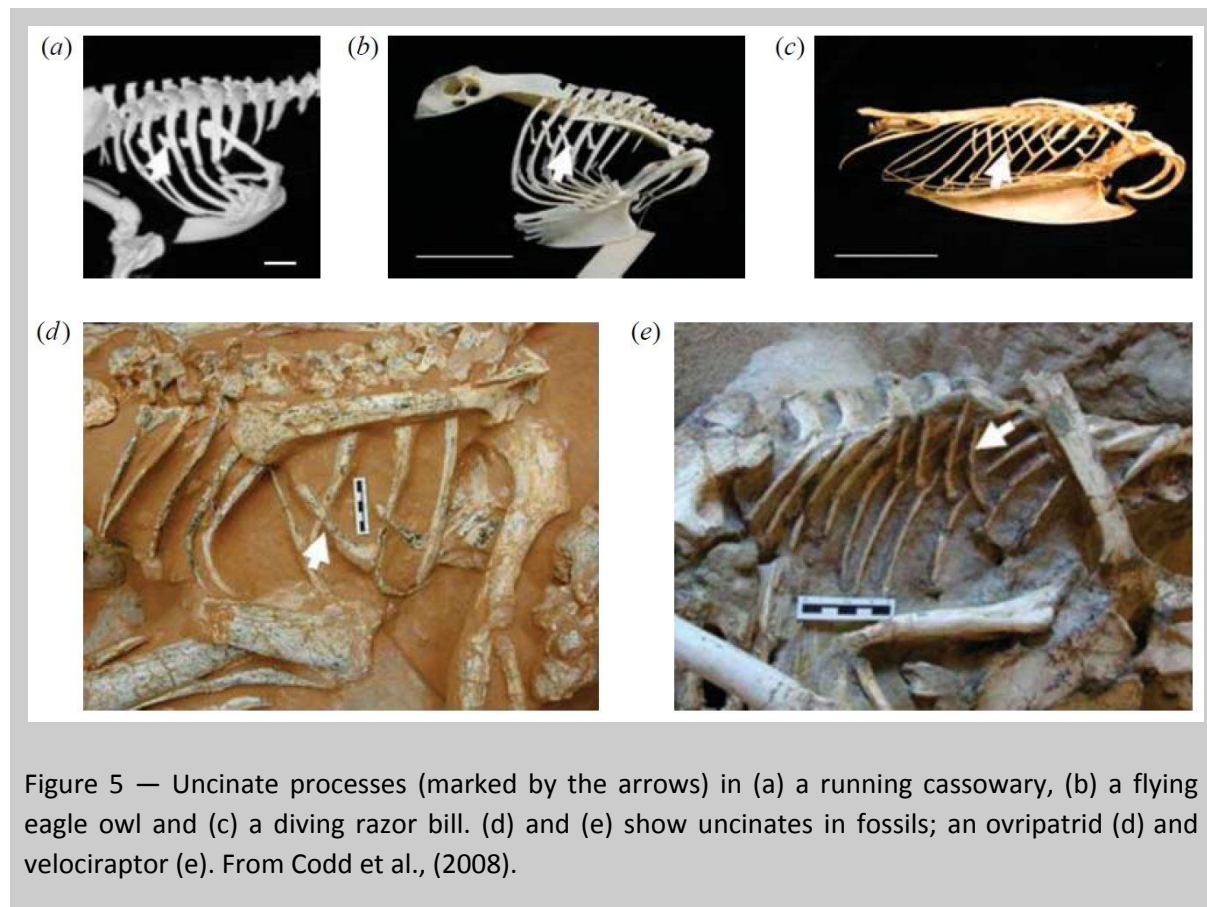 (a) (b) (c)
(d) (e)
Figure 5 — Uncinate processes (marked by the arrows) in (a) a running cassowary, (b) a flying
eagle owl and (c) a diving razor bill. (d) and (e) show uncinates in fossils; an ovripatrid (d) and
velociraptor (e). From Codd et al., (2008).